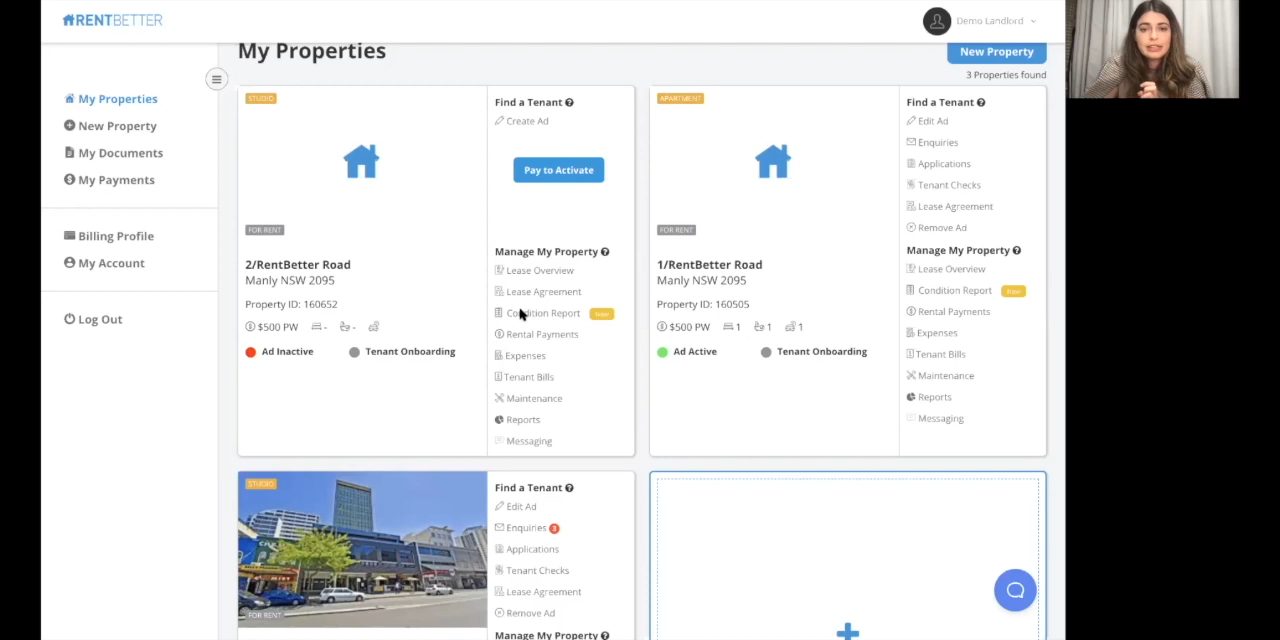 RENTBETTER
Demo Landlord
My Properties
New Property
3 Properties found
My Properties
New Property
My Documents
My Payments
Billing Profile
My Account
Log Out
STUDIO
FOR RENT
2/RentBetter Road
Manly NSW 2095
Property ID: 160652
$500 PW - -
Ad Inactive Tenant Onboarding
Find a Tenant
Create Ad
Pay to Activate
Manage My Property
Lease Overview
Lease Agreement
Condition Report New
Rental Payments
Expenses
Tenant Bills
Maintenance
Reports
Messaging
APARTMENT
FOR RENT
1/RentBetter Road
Manly NSW 2095
Property ID: 160505
$500 PW 1 1 1
Ad Active Tenant Onboarding
Find a Tenant
Edit Ad
Enquiries
Applications
Tenant Checks
Lease Agreement
Remove Ad
Manage My Property
Lease Overview
Condition Report New
Rental Payments
Expenses
Tenant Bills
Maintenance
Reports
Messaging
STUDIO
FOR RENT
Find a Tenant
Edit Ad
Enquiries 3
Applications
Tenant Checks
Lease Agreement
Remove Ad
Manage My Property